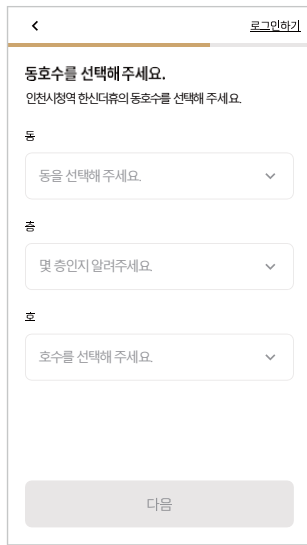 로그인하기
동호수를 선택해 주세요.
인천시청역 한신더휴의 동호수를 선택해 주세요.
동
동을 선택해 주세요.
층
몇 층인지 알려주세요.
호
호수를 선택해 주세요.
다음